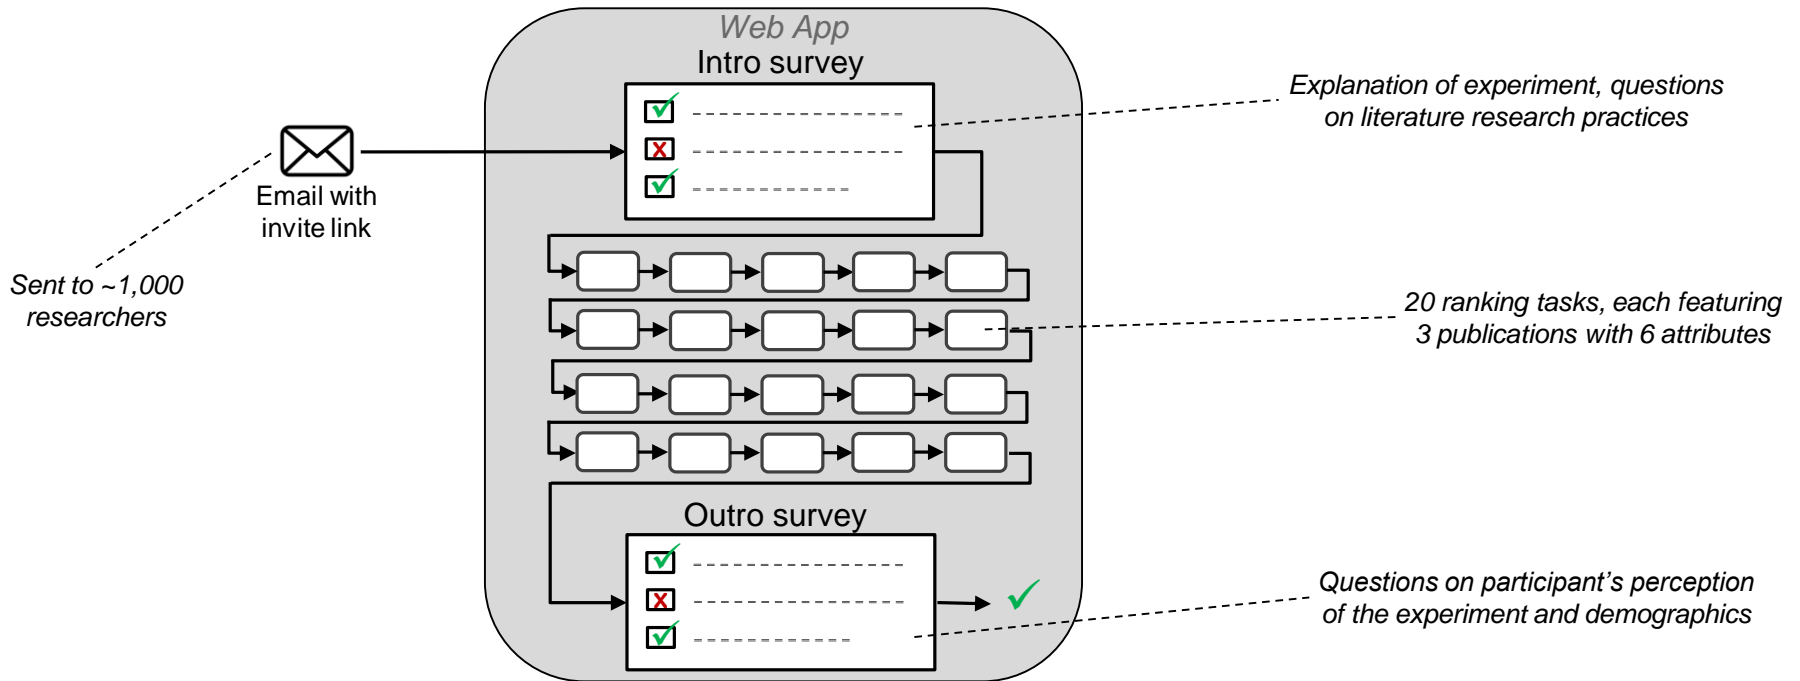 Web App
Intro survey
Explanation of experiment, questions
on literature research practices
Email with
invite link
Sent to ~1,000
researchers
20 ranking tasks, each featuring
3 publications with 6 attributes
Outro survey
Questions on participant’s perception
of the experiment and demographics